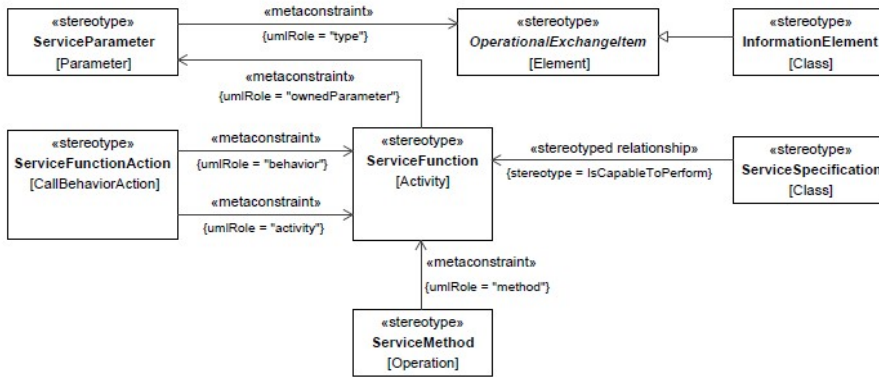 «stereotype»
ServiceParameter
[Parameter]
«metaconstraint»
{umlRole = "type"}
«stereotype»
OperationalExchangeItem
[Element]
«stereotype»
InformationElement
[Class]
«metaconstraint»
{umlRole = "ownedParameter"}
«stereotype»
ServiceFunctionAction
[CallBehaviorAction]
«metaconstraint»
{umlRole = "behavior"}
«metaconstraint»
{umlRole = "activity"}
«stereotype»
ServiceFunction
[Activity]
«stereotyped relationship»
{stereotype = IsCapableToPerform}
«stereotype»
ServiceSpecification
[Class]
«metaconstraint»
{umlRole = "method"}
«stereotype»
ServiceMethod
[Operation]